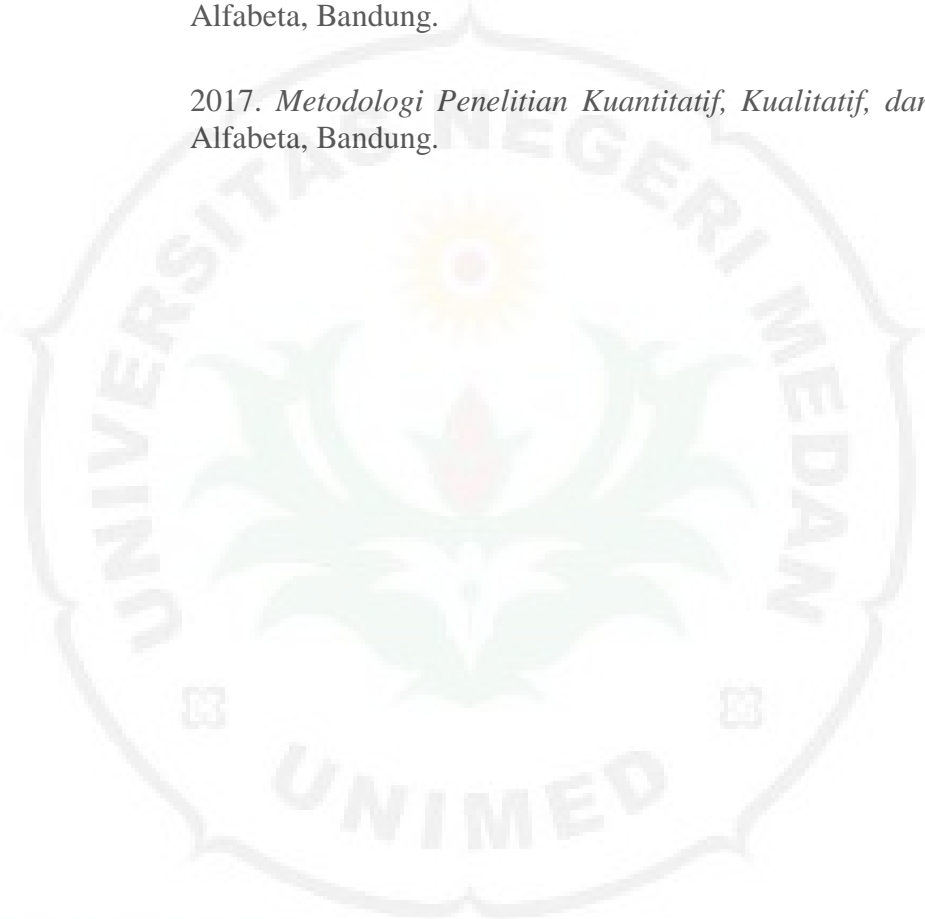 Alfabeta, Bandung.
2017. Metodologi Penelitian Kuantitatif, Kualitatif, dan
Alfabeta, Bandung.
UNIVERSITAS NEGERI MEDAN
UNIMED